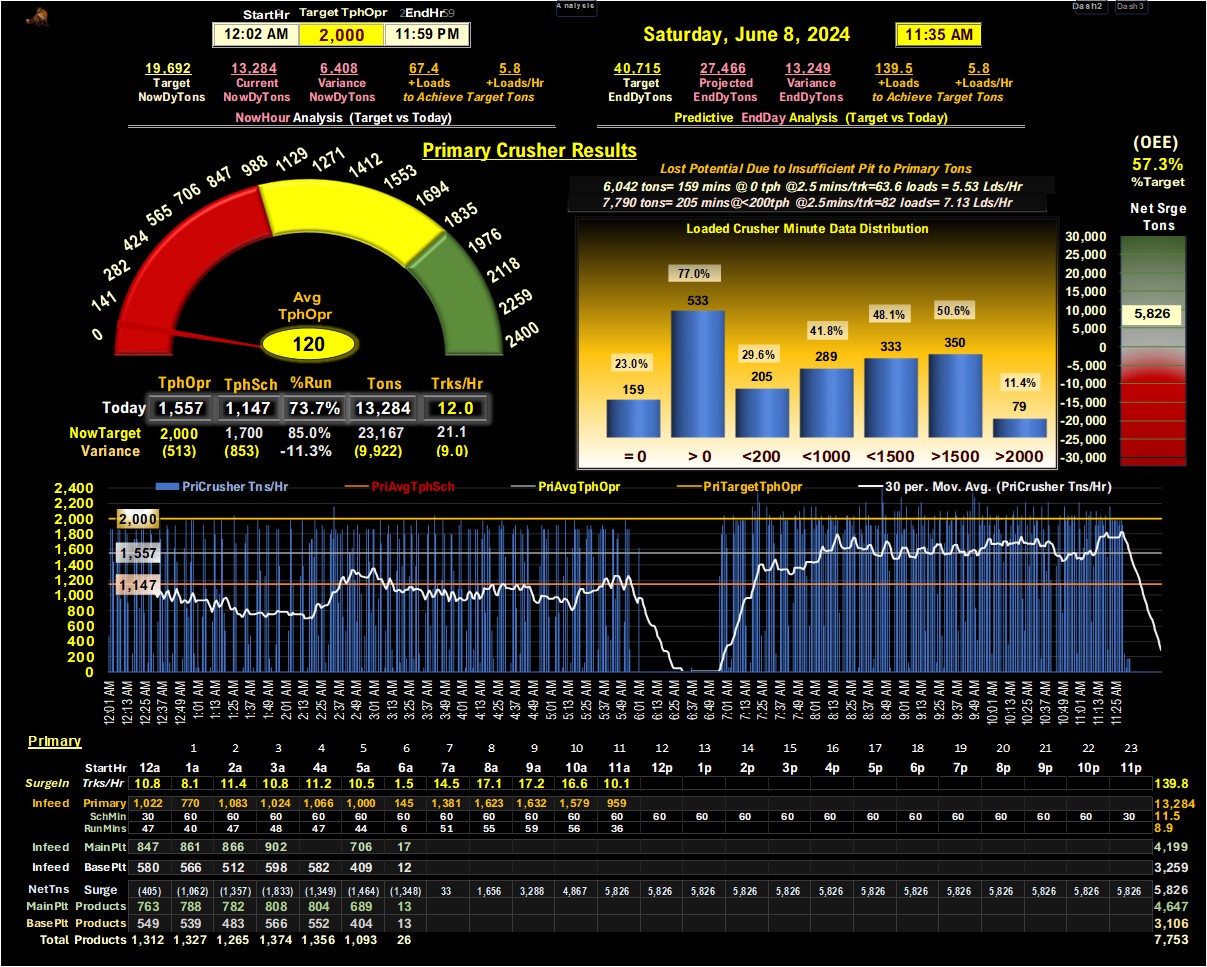 Analysis
Dash2 Dash3
StartHr Target TphOpr EndHr
12:02 AM 2,000 11:59 PM
Saturday, June 8, 2024 11:35 AM
19,692 13,284 6,408 67.4 5.8
Target Current Variance +Loads +Loads/Hr
NowDyTons NowDyTons NowDyTons to Achieve Target Tons
NowHour Analysis (Target vs Today)
40,715 27,466 13,249 139.5 5.8
Target Projected Variance +Loads +Loads/Hr
EndDyTons EndDyTons EndDyTons to Achieve Target Tons
Predictive EndDay Analysis (Target vs Today)
Primary Crusher Results
(OEE)
57.3%
%Target
Lost Potential Due to Insufficient Pit to Primary Tons
6,042 tons= 159 mins @ 0 tph @2.5 mins/trk=63.6 loads = 5.53 Lds/Hr
7,790 tons= 205 mins@<200tph @2.5mins/trk=82 loads= 7.13 Lds/Hr
0 141 282 424 565 706 847 988 1129 1271 1412 1553 1694 1835 1976 2118 2259 2400
Avg
TphOpr
120
TphOpr TphSch %Run Tons Trks/Hr
Today 1,557 1,147 73.7% 13,284 12.0
NowTarget 2,000 1,700 85.0% 23,167 21.1
Variance (513) (853) -11.3% (9,922) (9.0)
Loaded Crusher Minute Data Distribution
23.0% 77.0% 29.6% 41.8% 48.1% 50.6% 11.4%
159 533 205 289 333 350 79
= 0 > 0 <200 <1000 <1500 >1500 >2000
Net Srge
Tons
30,000
25,000
20,000
15,000
10,000
5,000
0
-5,000
-10,000
-15,000
-20,000
-25,000
-30,000
5,826
PriCrusher Tns/Hr PriAvgTphSch PriAvgTphOpr PriTargetTphOpr 30 per. Mov. Avg. (PriCrusher Tns/Hr)
2,400
2,200
2,000
1,800
1,600
1,400
1,200
1,000
800
600
400
200
0
2,000
1,557
1,147
12:01 AM 12:13 AM 12:25 AM 12:37 AM 12:49 AM 1:01 AM 1:13 AM 1:25 AM 1:37 AM 1:49 AM 2:01 AM 2:13 AM 2:25 AM 2:37 AM 2:49 AM 3:01 AM 3:13 AM 3:25 AM 3:37 AM 3:49 AM 4:01 AM 4:13 AM 4:25 AM 4:37 AM 4:49 AM 5:01 AM 5:13 AM 5:25 AM 5:37 AM 5:49 AM 6:01 AM 6:13 AM 6:25 AM 6:37 AM 6:49 AM 7:01 AM 7:13 AM 7:25 AM 7:37 AM 7:49 AM 8:01 AM 8:13 AM 8:25 AM 8:37 AM 8:49 AM 9:01 AM 9:13 AM 9:25 AM 9:37 AM 9:49 AM 10:01 AM 10:13 AM 10:25 AM 10:37 AM 10:49 AM 11:01 AM 11:13 AM 11:25 AM
Primary
1 2 3 4 5 6 7 8 9 10 11 12 13 14 15 16 17 18 19 20 21 22 23
StartHr 12a 1a 2a 3a 4a 5a 6a 7a 8a 9a 10a 11a 12p 1p 2p 3p 4p 5p 6p 7p 8p 9p 10p 11p
SurgeIn Trks/Hr 10.8 8.1 11.4 10.8 11.2 10.5 1.5 14.5 17.1 17.2 16.6 10.1 139.8
Infeed Primary 1,022 770 1,083 1,024 1,066 1,000 145 1,381 1,623 1,632 1,579 959 13,284
SchMin 30 60 60 60 60 60 60 60 60 60 60 60 60 60 60 60 60 60 60 60 60 60 60 30 11.5
RunMins 47 40 47 48 47 44 6 51 55 59 56 36 8.9
Infeed MainPlt 847 861 866 902 706 17 4,199
Infeed BasePlt 580 566 512 598 582 409 12 3,259
NetTns Surge (405) (1,062) (1,357) (1,833) (1,349) (1,464) (1,348) 33 1,656 3,288 4,867 5,826 5,826 5,826 5,826 5,826 5,826 5,826 5,826 5,826 5,826 5,826 5,826 5,826 5,826
MainPlt Products 763 788 782 808 804 689 13 4,647
BasePlt Products 549 539 483 566 552 404 13 3,106
Total Products 1,312 1,327 1,265 1,374 1,356 1,093 26 7,753